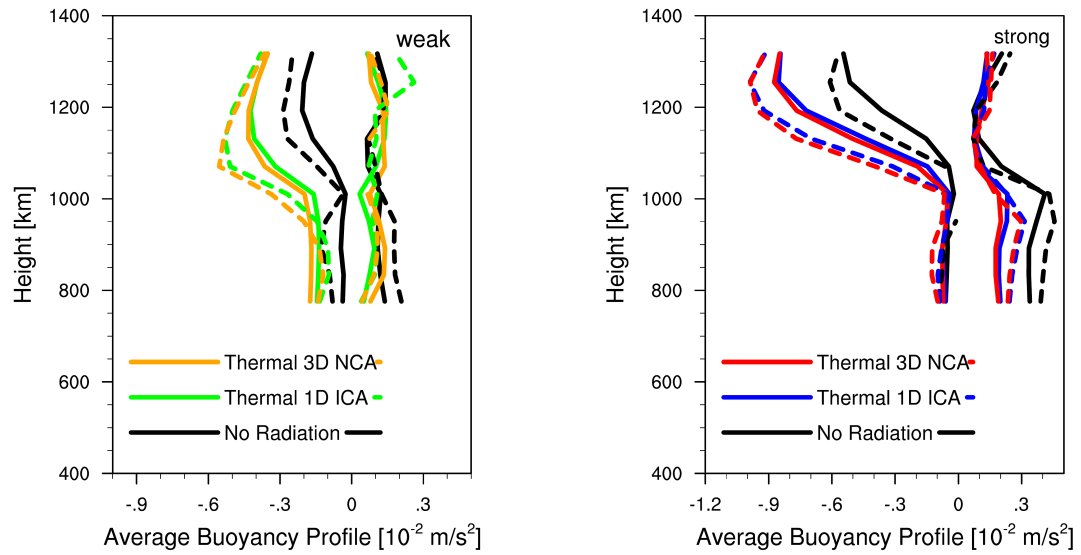 1400
1200
1000
800
600
400
Height [km]
weak
Thermal 3D NCA
Thermal 1D ICA
No Radiation
-.9
-.6
-.3
0
.3
Average Buoyancy Profile [10⁻² m/s²]
1400
1200
1000
800
600
400
Height [km]
strong
Thermal 3D NCA
Thermal 1D ICA
No Radiation
-1.2
-.9
-.6
-.3
0
.3
Average Buoyancy Profile [10⁻² m/s²]